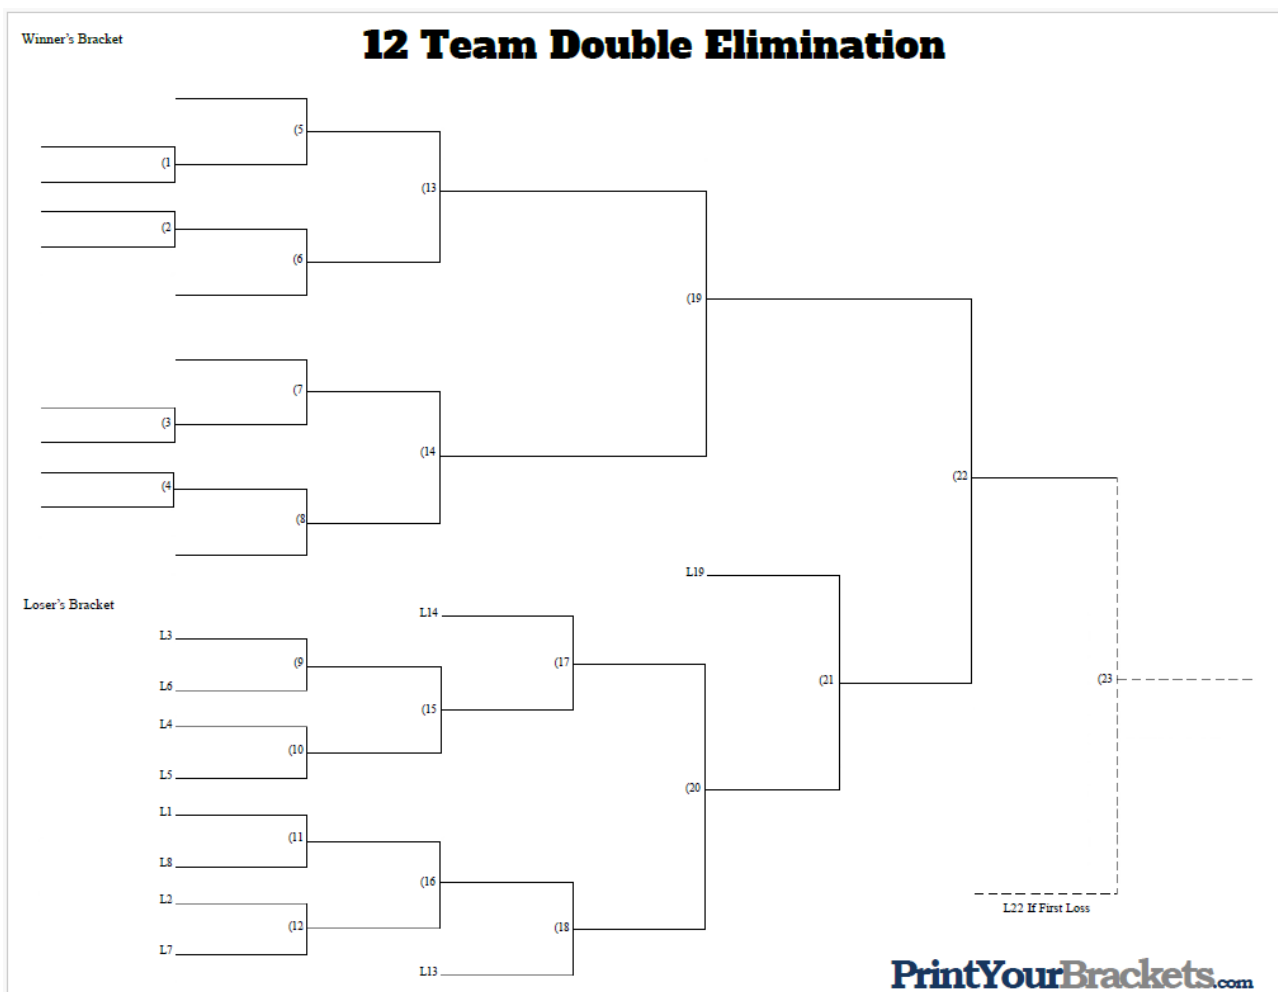 Winner's Bracket
12 Team Double Elimination
(5
(1
(13
(2
(6
(19
(7
(3
(14
(22
(4
(8
L19
Loser's Bracket
L14
L3
(9
(17
L6
(21
(23
(15
L4
(10
L5
(20
L1
(11
L8
(16
L2
L22 If First Loss
(12
(18
L7
L13
PrintYourBrackets.com